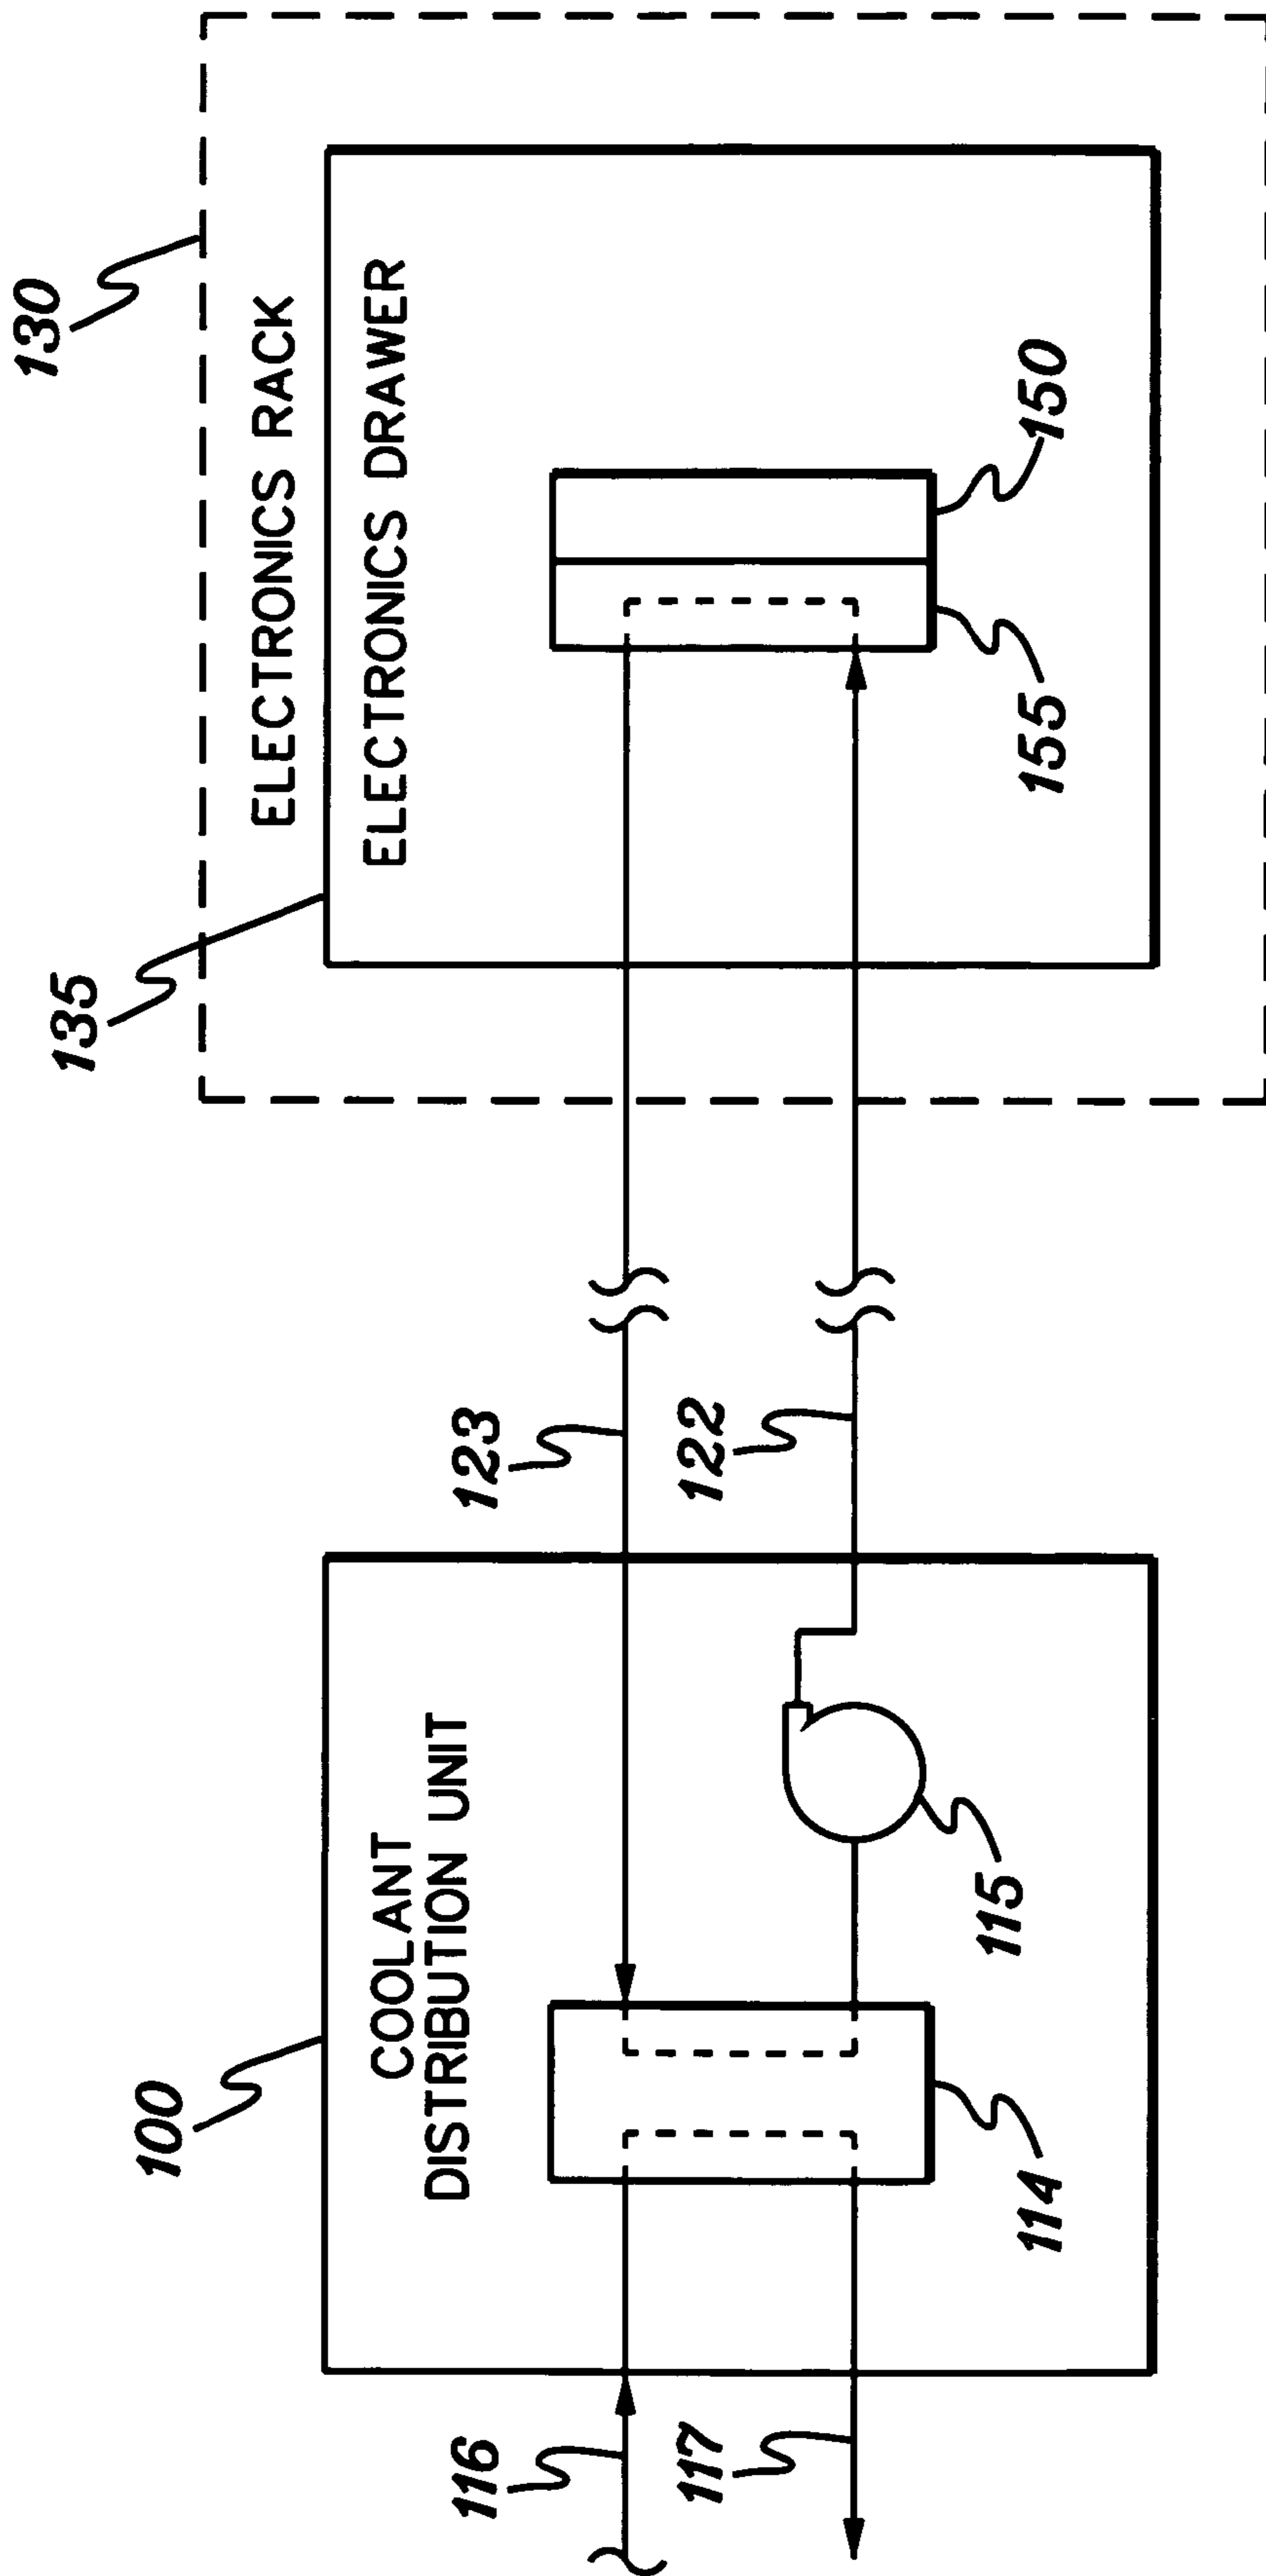 100
COOLANT
DISTRIBUTION UNIT
116
117
114
115
123
122
135
130
ELECTRONICS RACK
ELECTRONICS DRAWER
155
150